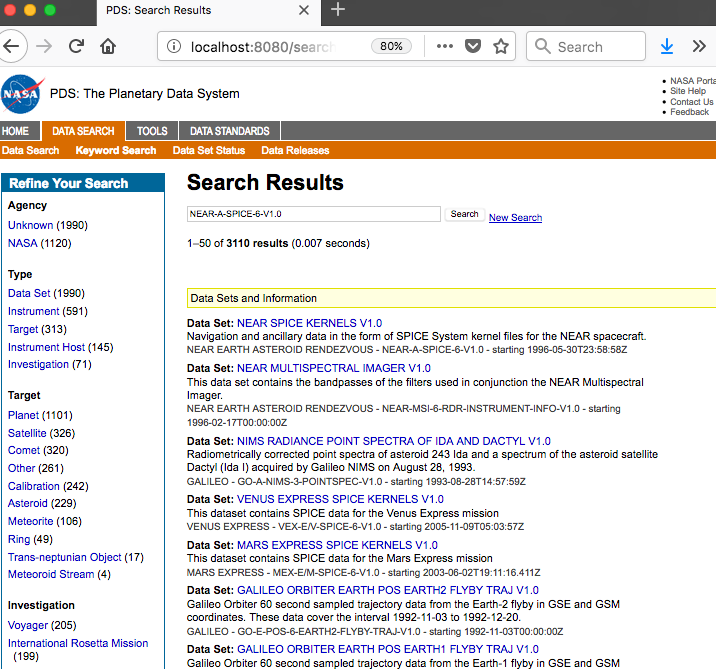 PDS: Search Results
localhost:8080/search
80%
Search
NASA
PDS: The Planetary Data System
NASA Porta
Site Help
Contact Us
Feedback
HOME DATA SEARCH TOOLS DATA STANDARDS
Data Search Keyword Search Data Set Status Data Releases
Refine Your Search
Agency
Unknown (1990)
NASA (1120)
Type
Data Set (1990)
Instrument (591)
Target (313)
Instrument Host (145)
Investigation (71)
Target
Planet (1101)
Satellite (326)
Comet (320)
Other (261)
Calibration (242)
Asteroid (229)
Meteorite (106)
Ring (49)
Trans-neptunian Object (17)
Meteoroid Stream (4)
Investigation
Voyager (205)
International Rosetta Mission
(199)
Search Results
NEAR-A-SPICE-6-V1.0 Search New Search
1–50 of 3110 results (0.007 seconds)
Data Sets and Information
Data Set: NEAR SPICE KERNELS V1.0
Navigation and ancillary data in the form of SPICE System kernel files for the NEAR spacecraft.
NEAR EARTH ASTEROID RENDEZVOUS - NEAR-A-SPICE-6-V1.0 - starting 1996-05-30T23:58:58Z
Data Set: NEAR MULTISPECTRAL IMAGER V1.0
This data set contains the bandpasses of the filters used in conjunction the NEAR Multispectral
Imager.
NEAR EARTH ASTEROID RENDEZVOUS - NEAR-MSI-6-RDR-INSTRUMENT-INFO-V1.0 - starting
1996-02-17T00:00:00Z
Data Set: NIMS RADIANCE POINT SPECTRA OF IDA AND DACTYL V1.0
Radiometrically corrected point spectra of asteroid 243 Ida and a spectrum of the asteroid satellite
Dactyl (Ida I) acquired by Galileo NIMS on August 28, 1993.
GALILEO - GO-A-NIMS-3-POINTSPEC-V1.0 - starting 1993-08-28T14:57:59Z
Data Set: VENUS EXPRESS SPICE KERNELS V1.0
This dataset contains SPICE data for the Venus Express mission
VENUS EXPRESS - VEX-E/V-SPICE-6-V1.0 - starting 2005-11-09T05:03:57Z
Data Set: MARS EXPRESS SPICE KERNELS V1.0
This dataset contains SPICE data for the Mars Express mission
MARS EXPRESS - MEX-E/M-SPICE-6-V1.0 - starting 2003-06-02T19:11:16.411Z
Data Set: GALILEO ORBITER EARTH POS EARTH2 FLYBY TRAJ V1.0
Galileo Orbiter 60 second sampled trajectory data from the Earth-2 flyby in GSE and GSM
coordinates. These data cover the interval 1992-11-03 to 1992-12-20.
GALILEO - GO-E-POS-6-EARTH2-FLYBY-TRAJ-V1.0 - starting 1992-11-03T00:00:00Z
Data Set: GALILEO ORBITER EARTH POS EARTH1 FLYBY TRAJ V1.0
Galileo Orbiter 60 second sampled trajectory data from the Earth-1 flyby in GSE and GSM